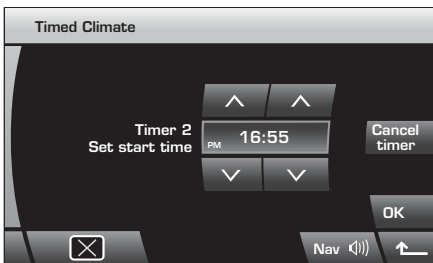 Timed Climate
Timer 2
Set start time
PM 16:55
Cancel
timer
OK
Nav